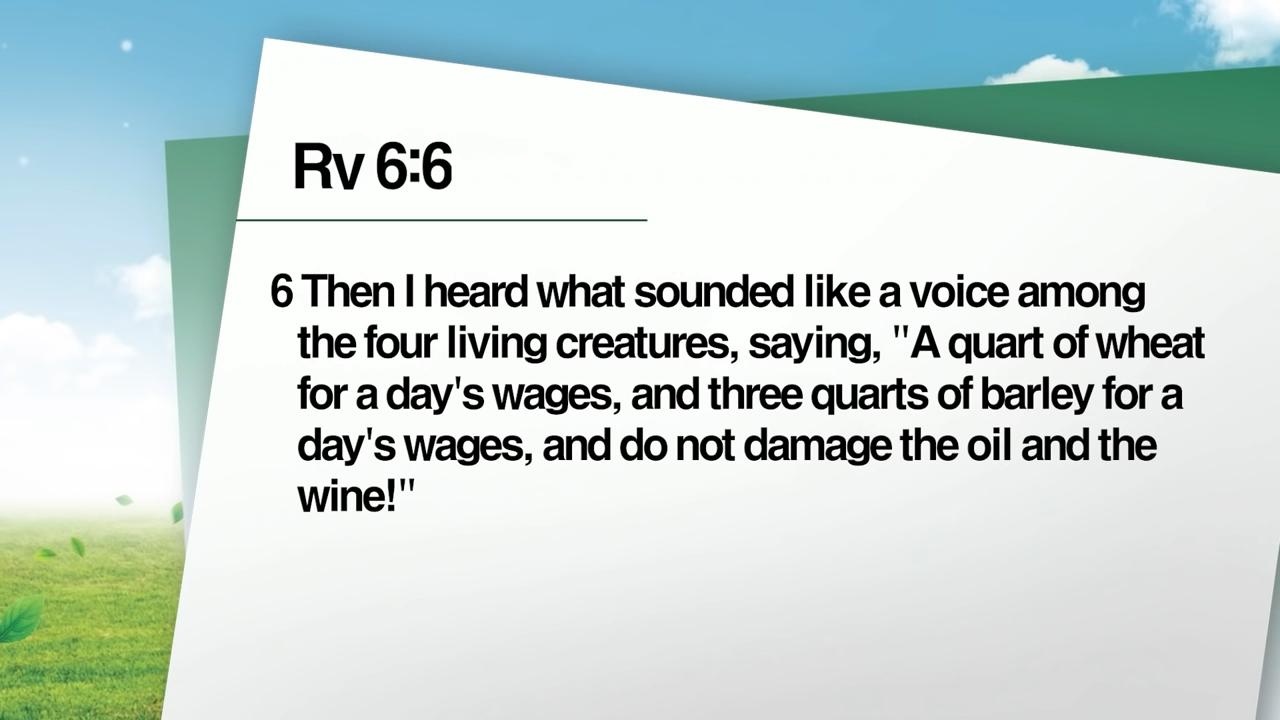 Rv 6:6
6 Then I heard what sounded like a voice among
the four living creatures, saying, "A quart of wheat
for a day's wages, and three quarts of barley for a
day's wages, and do not damage the oil and the
wine!"